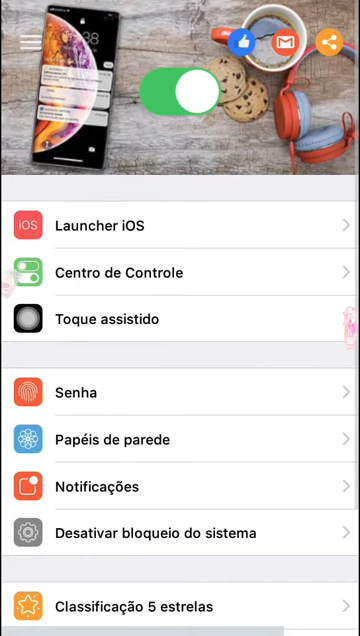 iOS
Launcher iOS
Centro de Controle
Toque assistido
Senha
Papéis de parede
Notificações
Desativar bloqueio do sistema
Classificação 5 estrelas